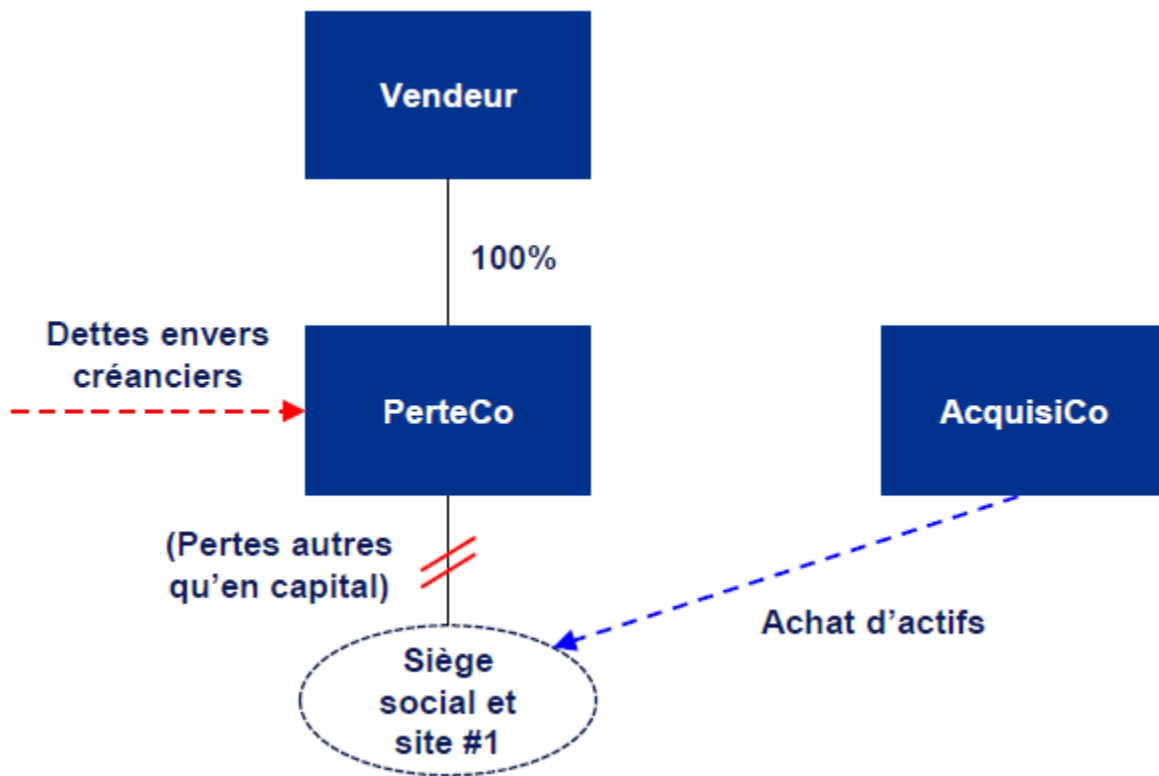 Vendeur
100%
Dettes envers
créanciers
PerteCo
AcquisiCo
(Pertes autres
qu'en capital)
Achat d'actifs
Siège
social et
site #1